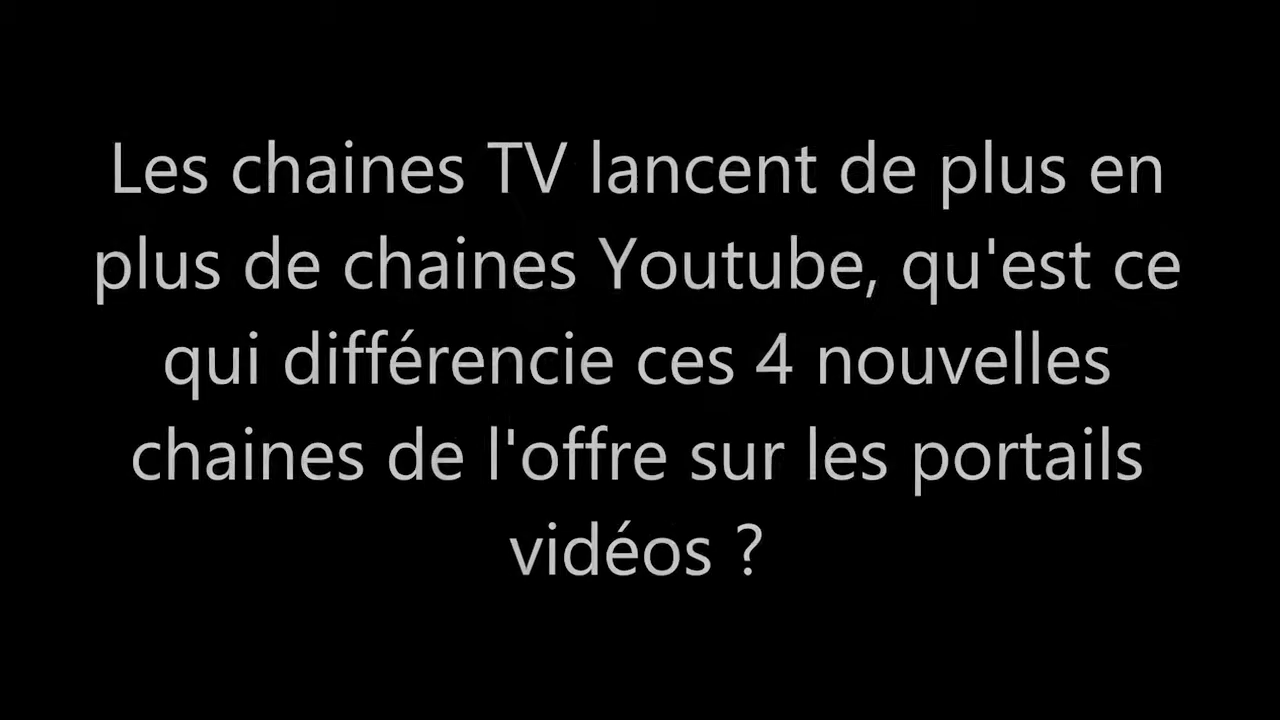 Les chaines TV lancent de plus en
plus de chaines Youtube, qu'est ce
qui différencie ces 4 nouvelles
chaines de l'offre sur les portails
vidéos ?